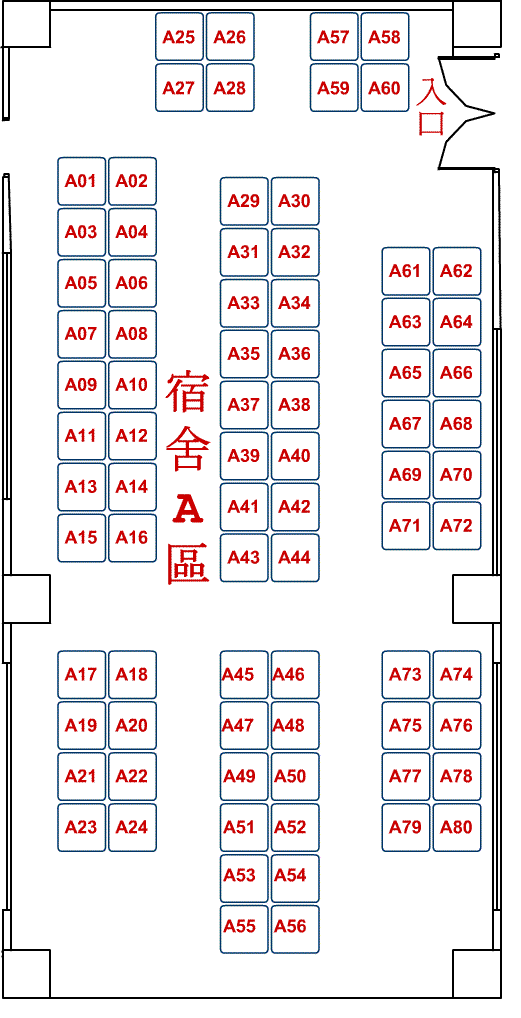 A25 A26 A57 A58
A27 A28 A59 A60
入口
A01 A02
A03 A04
A05 A06
A07 A08
A09 A10
A11 A12
A13 A14
A15 A16
宿舍A區
A29 A30
A31 A32
A33 A34
A35 A36
A37 A38
A39 A40
A41 A42
A43 A44
A61 A62
A63 A64
A65 A66
A67 A68
A69 A70
A71 A72
A17 A18
A19 A20
A21 A22
A23 A24
A45 A46
A47 A48
A49 A50
A51 A52
A53 A54
A55 A56
A73 A74
A75 A76
A77 A78
A79 A80